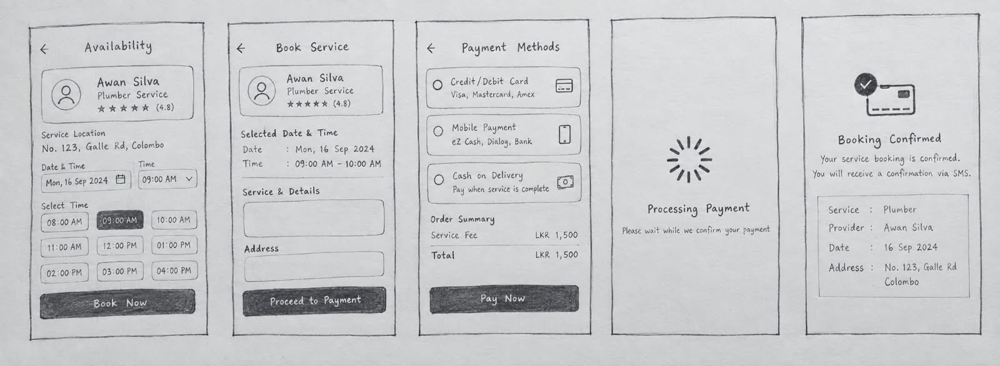 Availability
Awan Silva
Plumber Service
★★★★★ (4.8)
Service Location
No. 123, Galle Rd, Colombo
Date & Time
Time
Mon, 16 Sep 2024
09:00 AM
Select Time
08:00 AM
09:00 AM
10:00 AM
11:00 AM
12:00 PM
01:00 PM
02:00 PM
03:00 PM
04:00 PM
Book Now
Book Service
Awan Silva
Plumber Service
★★★★★ (4.8)
Selected Date & Time
Date : Mon, 16 Sep 2024
Time : 09:00 AM - 10:00 AM
Service & Details
Address
Proceed to Payment
Payment Methods
Credit/Debit Card
Visa, Mastercard, Amex
Mobile Payment
eZ Cash, Dialog, Bank
Cash on Delivery
Pay when service is complete
Order Summary
Service Fee LKR 1,500
Total LKR 1,500
Pay Now
Processing Payment
Please wait while we confirm your payment
Booking Confirmed
Your service booking is confirmed.
You will receive a confirmation via SMS.
Service : Plumber
Provider : Awan Silva
Date : 16 Sep 2024
Address : No. 123, Galle Rd
Colombo